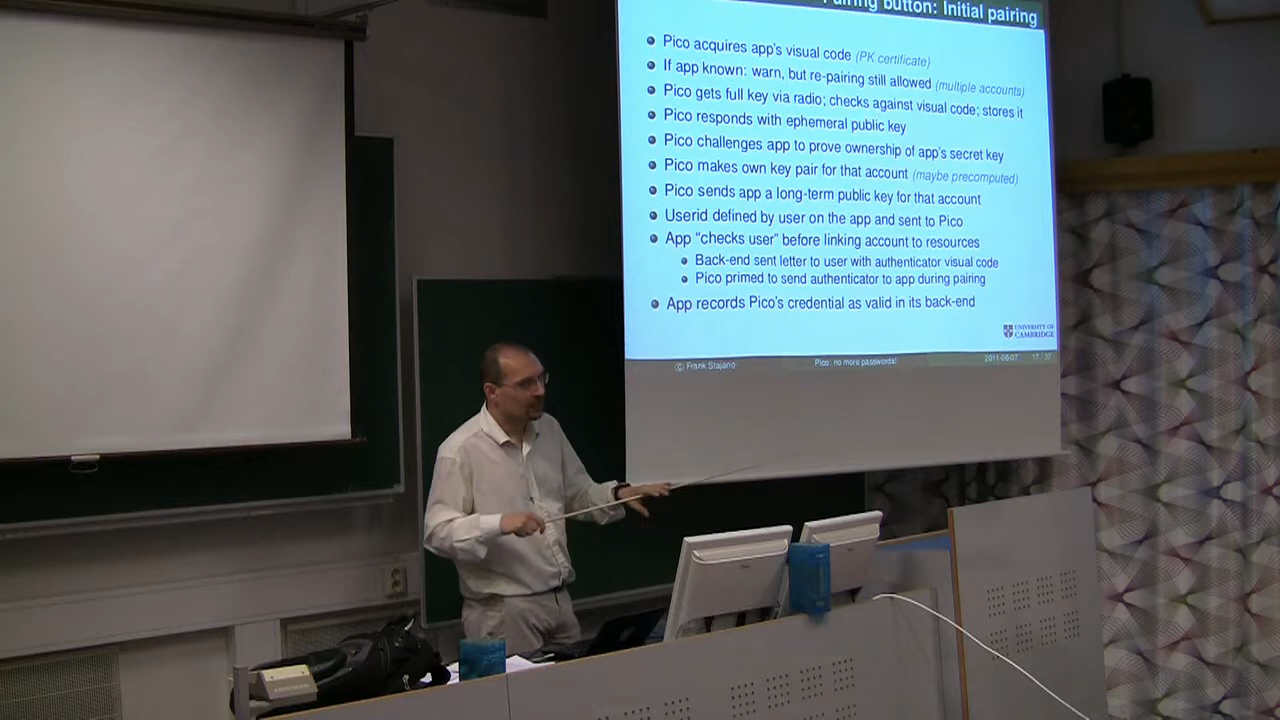 Pairing button: Initial pairing
Pico acquires app's visual code (PK certificate)
If app known: warn, but re-pairing still allowed (multiple accounts)
Pico gets full key via radio; checks against visual code; stores it
Pico responds with ephemeral public key
Pico challenges app to prove ownership of app's secret key
Pico makes own key pair for that account (maybe precomputed)
Pico sends app a long-term public key for that account
Userid defined by user on the app and sent to Pico
App “checks user” before linking account to resources
Back-end sent letter to user with authenticator visual code
Pico primed to send authenticator to app during pairing
App records Pico's credential as valid in its back-end
UNIVERSITY OF
CAMBRIDGE
© Frank Stajano Pico: no more passwords! 2011-06-07 17 / 37